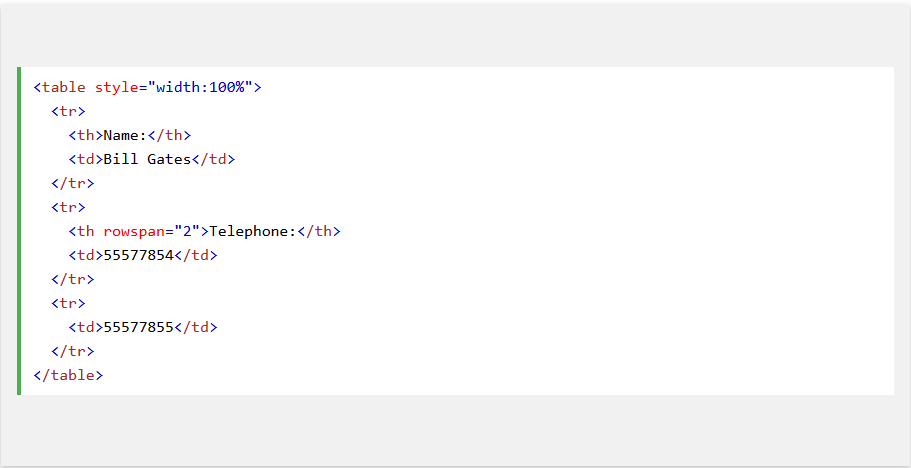 <table style="width:100%">
  <tr>
    <th>Name:</th>
    <td>Bill Gates</td>
  </tr>
  <tr>
    <th rowspan="2">Telephone:</th>
    <td>55577854</td>
  </tr>
  <tr>
    <td>55577855</td>
  </tr>
</table>